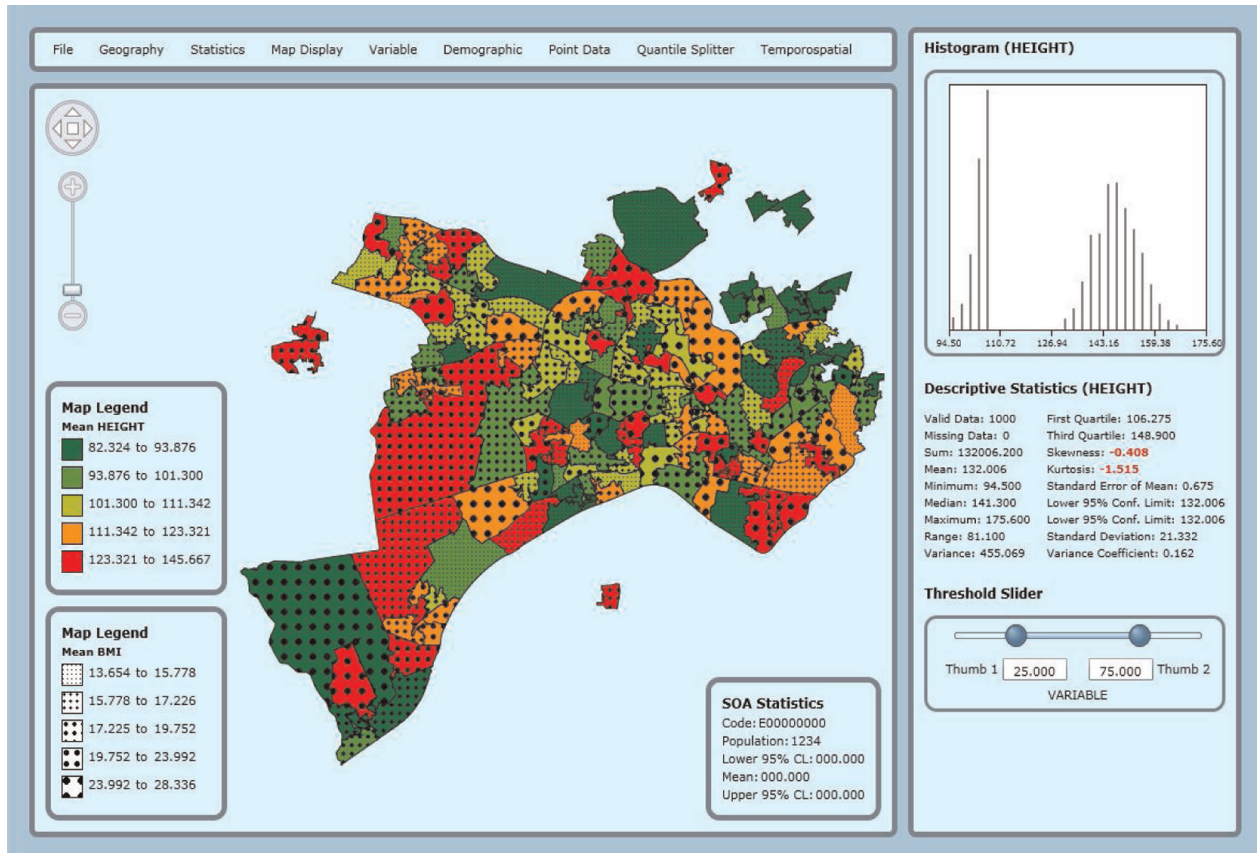 File Geography Statistics Map Display Variable Demographic Point Data Quantile Splitter Temporospatial
Map Legend
Mean HEIGHT
82.324 to 93.876
93.876 to 101.300
101.300 to 111.342
111.342 to 123.321
123.321 to 145.667
Map Legend
Mean BMI
13.654 to 15.778
15.778 to 17.226
17.225 to 19.752
19.752 to 23.992
23.992 to 28.336
SOA Statistics
Code: E00000000
Population: 1234
Lower 95% CL: 000.000
Mean: 000.000
Upper 95% CL: 000.000
Histogram (HEIGHT)
94.50 110.72 126.94 143.16 159.38 175.60
Descriptive Statistics (HEIGHT)
Valid Data: 1000 First Quartile: 106.275
Missing Data: 0 Third Quartile: 148.900
Sum: 132006.200 Skewness: -0.408
Mean: 132.006 Kurtosis: -1.515
Minimum: 94.500 Standard Error of Mean: 0.675
Median: 141.300 Lower 95% Conf. Limit: 132.006
Maximum: 175.600 Lower 95% Conf. Limit: 132.006
Range: 81.100 Standard Deviation: 21.332
Variance: 455.069 Variance Coefficient: 0.162
Threshold Slider
Thumb 1 25.000 75.000 Thumb 2
VARIABLE